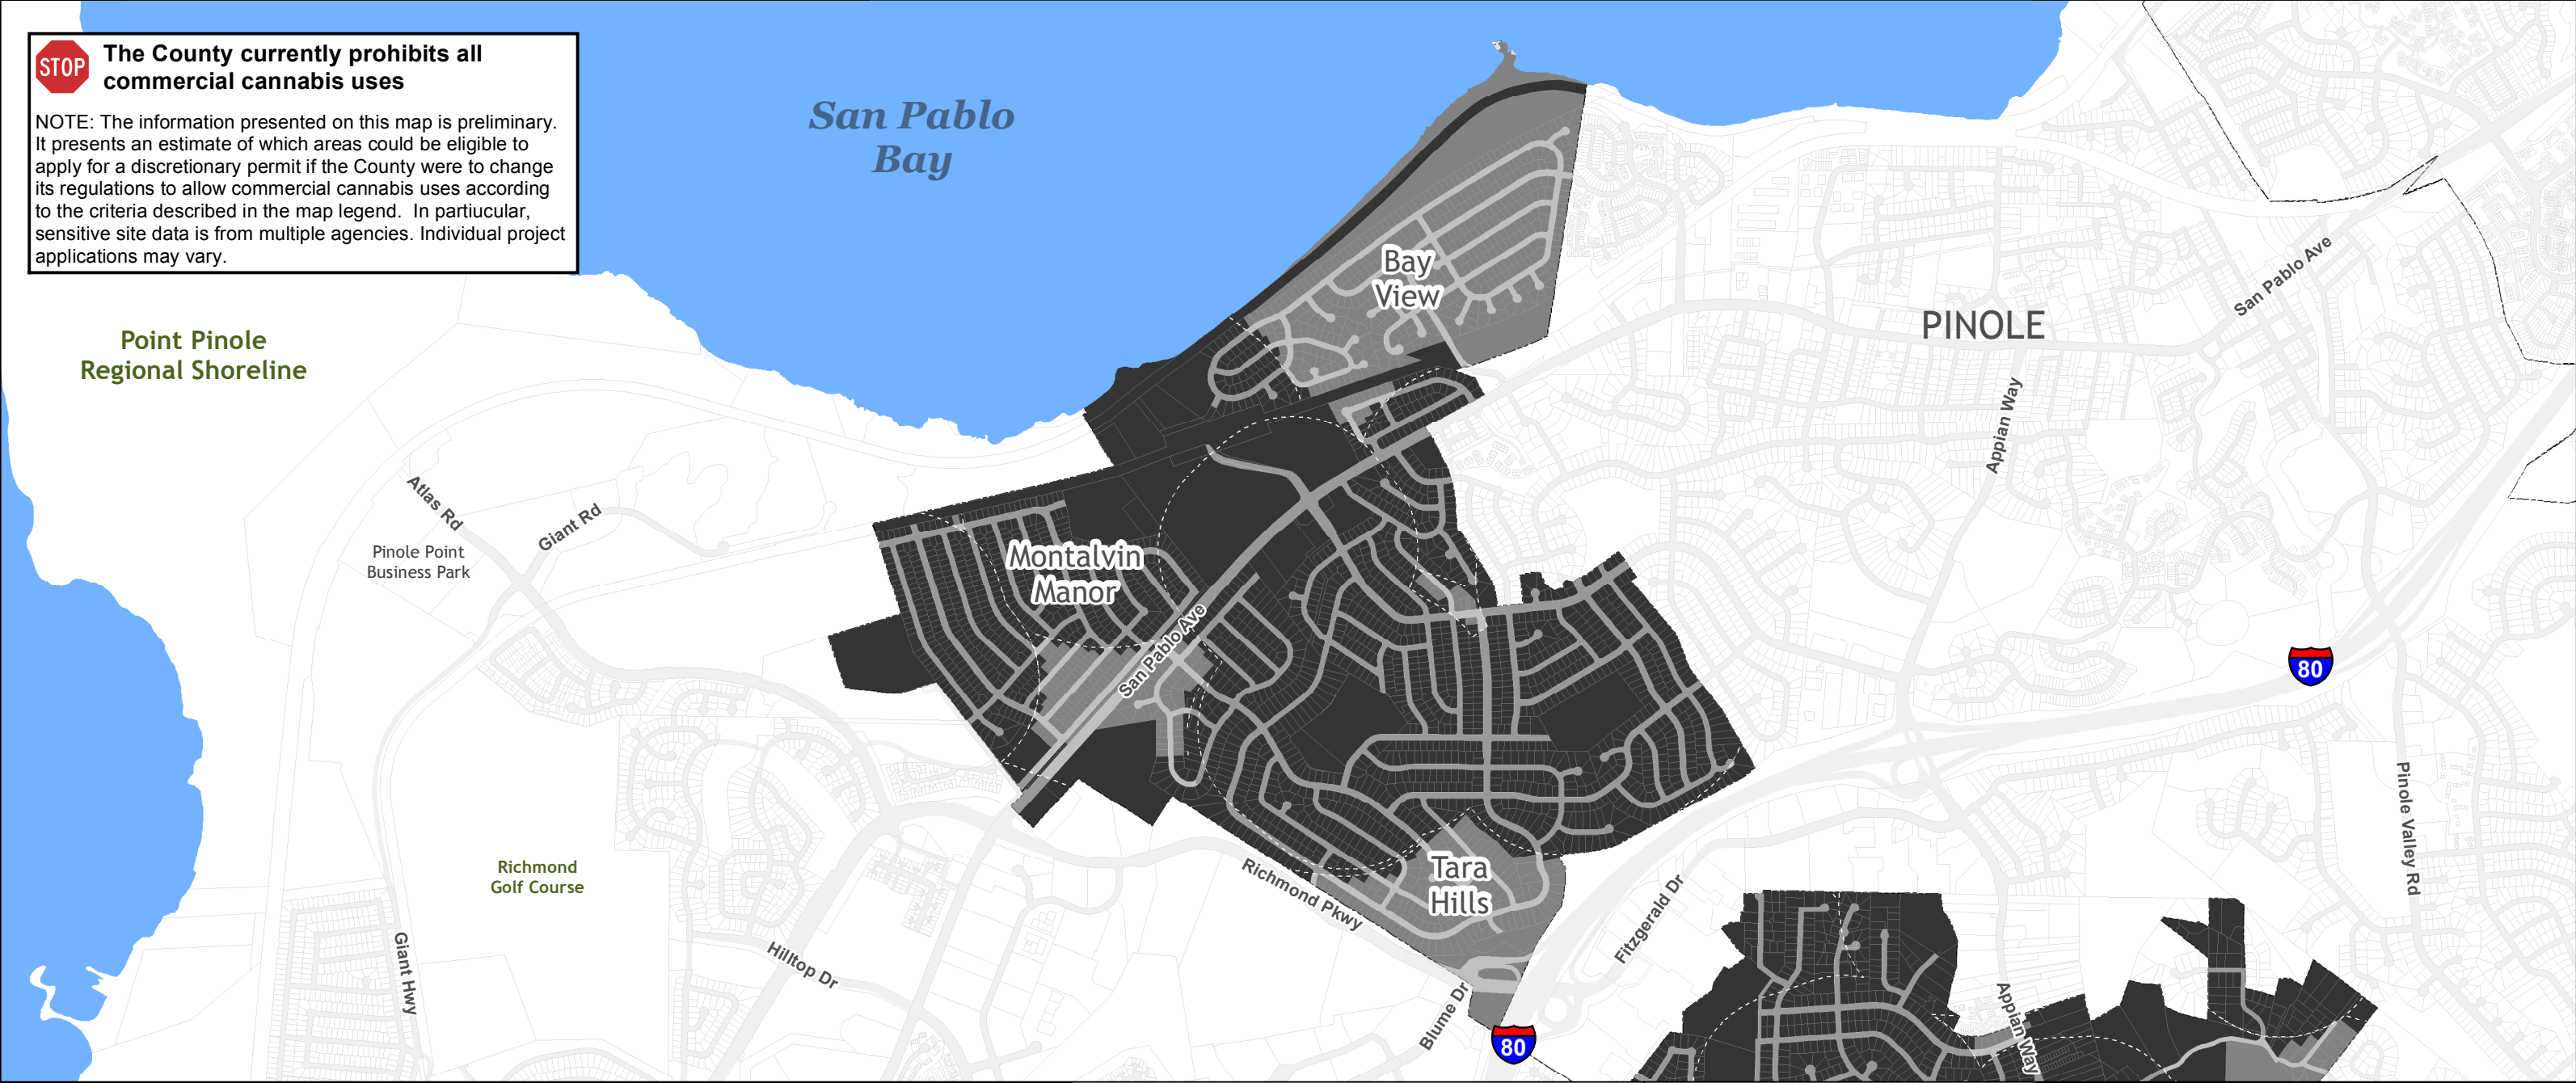 STOP
The County currently prohibits all
commercial cannabis uses
NOTE: The information presented on this map is preliminary.
It presents an estimate of which areas could be eligible to
apply for a discretionary permit if the County were to change
its regulations to allow commercial cannabis uses according
to the criteria described in the map legend.  In partiucular,
sensitive site data is from multiple agencies. Individual project
applications may vary.
San Pablo
Bay
Point Pinole
Regional Shoreline
Bay
View
PINOLE
San Pablo Ave
Appian Way
Atlas Rd
Giant Rd
Pinole Point
Business Park
Montalvin
Manor
San Pablo Ave
80
Pinole Valley Rd
Richmond
Golf Course
Tara
Hills
Richmond Pkwy
Fitzgerald Dr
Giant Hwy
Hilltop Dr
Blume Dr
80
Appian Way